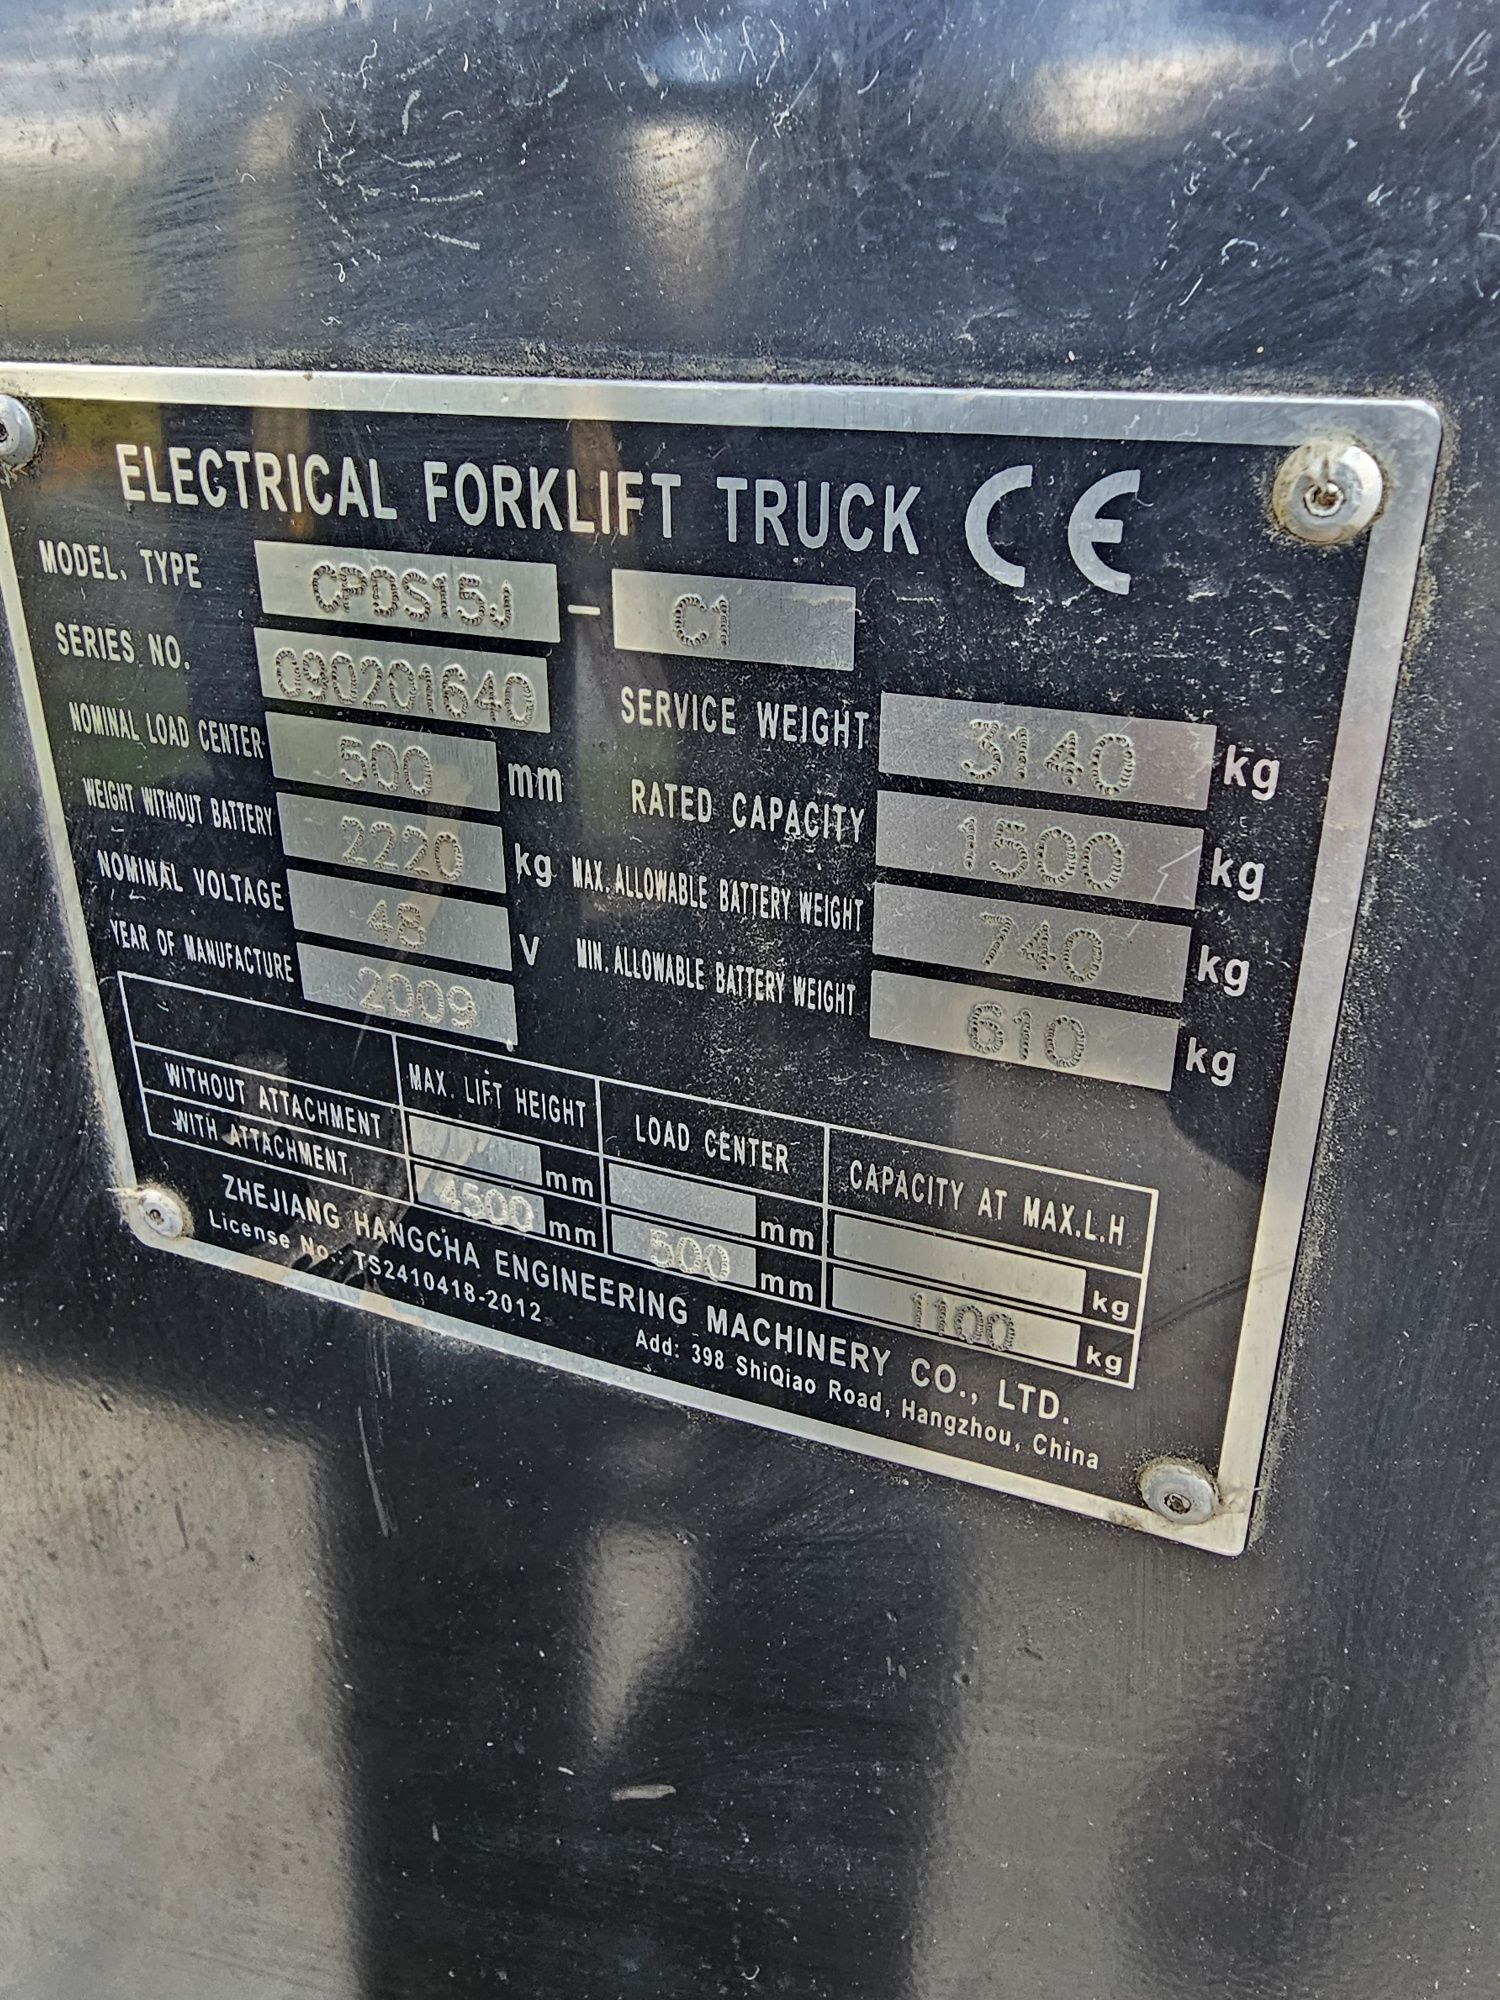 ELECTRICAL FORKLIFT TRUCK CE
MODEL. TYPE CPDS15J - C1
SERIES NO. 090201640
NOMINAL LOAD CENTER 500 mm
SERVICE WEIGHT 3140 kg
WEIGHT WITHOUT BATTERY 2220 kg
RATED CAPACITY 1500 kg
NOMINAL VOLTAGE 48 V
MAX. ALLOWABLE BATTERY WEIGHT 740 kg
YEAR OF MANUFACTURE 2009
MIN. ALLOWABLE BATTERY WEIGHT 610 kg
MAX. LIFT HEIGHT LOAD CENTER CAPACITY AT MAX.L.H
WITHOUT ATTACHMENT mm mm kg
WITH ATTACHMENT 4500 mm 500 mm 1100 kg
ZHEJIANG HANGCHA ENGINEERING MACHINERY CO., LTD.
License No.: TS2410418-2012 Add: 398 ShiQiao Road, Hangzhou, China